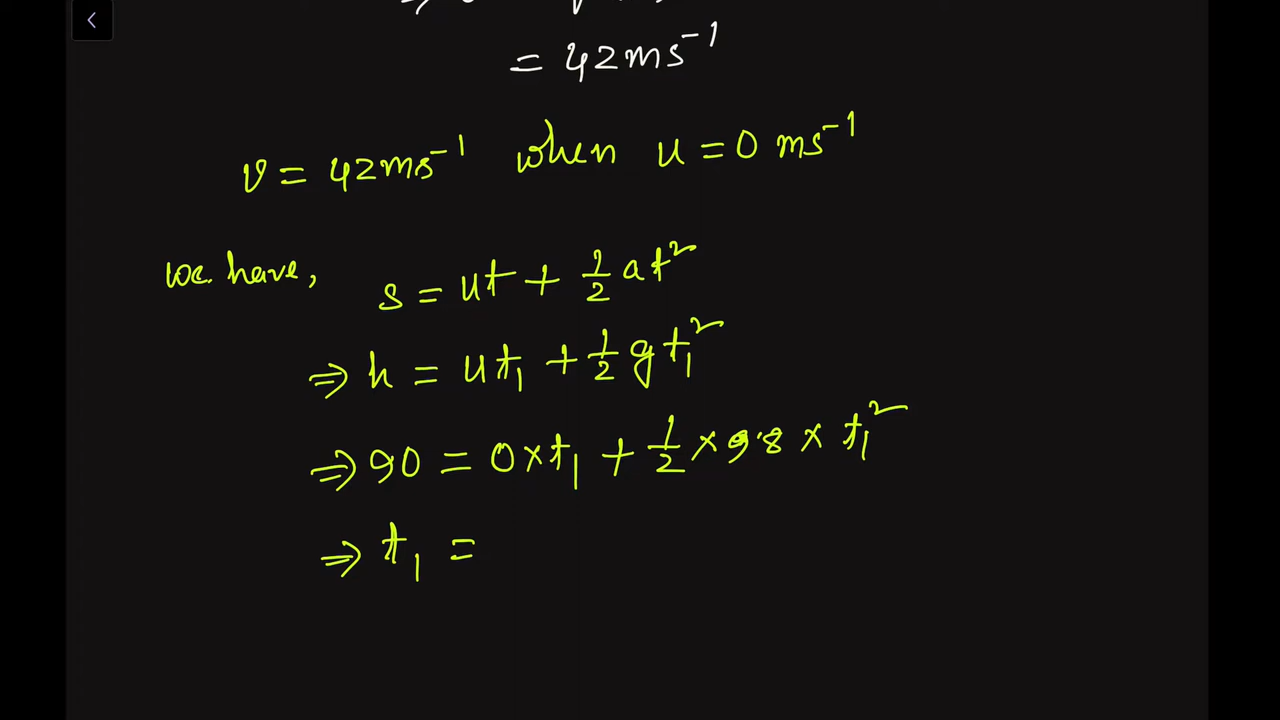 = 42 ms⁻¹
v = 42 ms⁻¹ when u = 0 ms⁻¹
we have, s = ut + 1/2 at²
⇒ h = ut₁ + 1/2 gt₁²
⇒ 90 = 0 × t₁ + 1/2 × 9.8 × t₁²
⇒ t₁ =